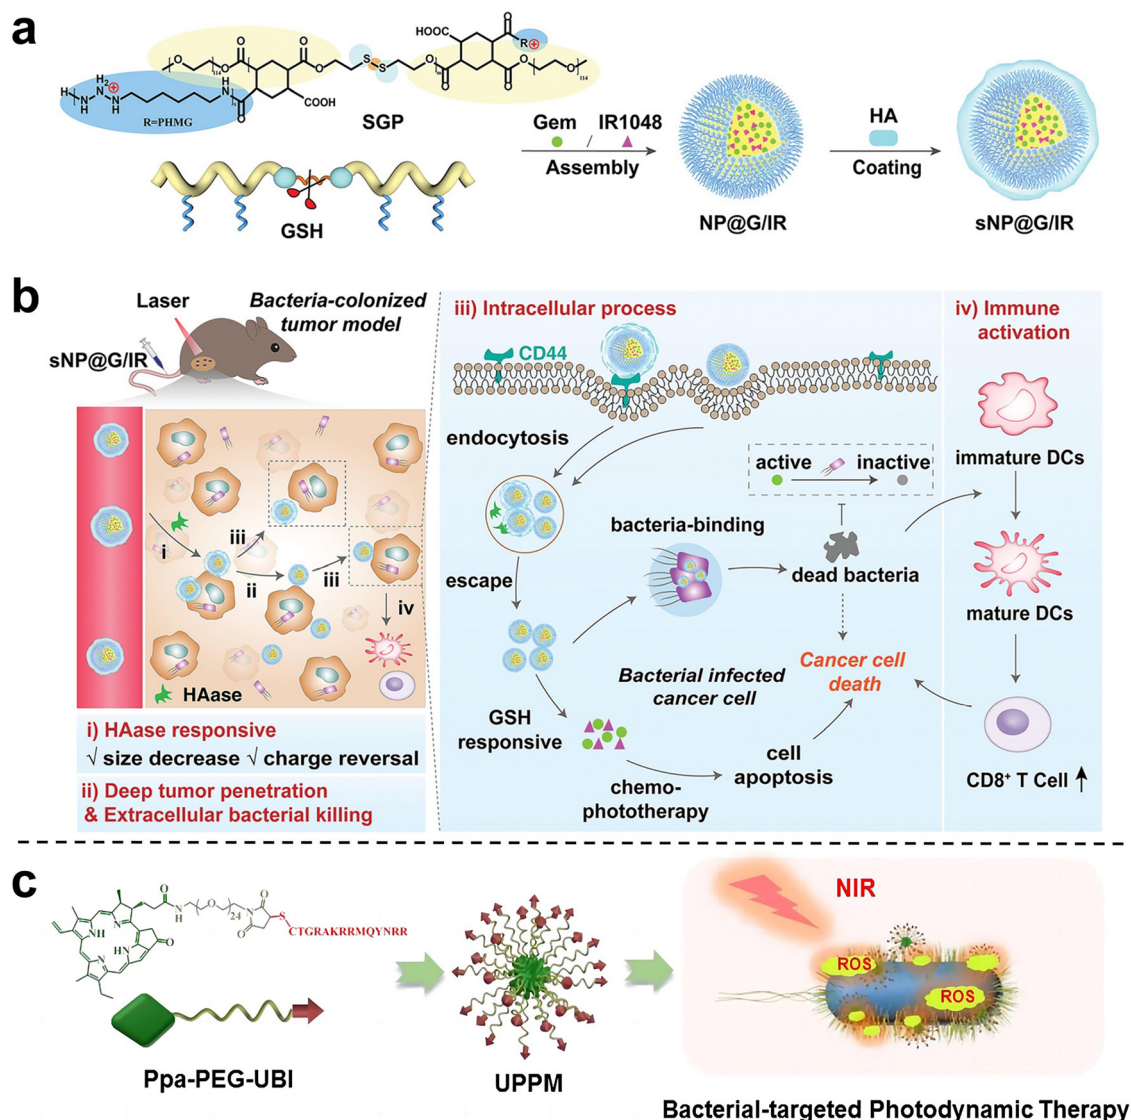 a
HOOC
O
R⊕
114
O
O
S
S
COOH
H₂
N
N
H
N
H
R=PHMG
SGP
GSH
Gem / IR1048
Assembly
NP@G/IR
HA
Coating
sNP@G/IR
b
Laser
Bacteria-colonized
tumor model
sNP@G/IR
i
ii
iii
iii
iv
HAase
i) HAase responsive
√ size decrease √ charge reversal
ii) Deep tumor penetration
& Extracellular bacterial killing
iii) Intracellular process
CD44
endocytosis
active
inactive
bacteria-binding
escape
dead bacteria
Bacterial infected
cancer cell
Cancer cell
death
GSH
responsive
chemo-
phototherapy
cell
apoptosis
iv) Immune
activation
immature DCs
mature DCs
CD8⁺ T Cell
c
NH
N
N
HN
O
O
N
H
O
24
N
O
O
S
CTGRAKRRMQYNRR
Ppa-PEG-UBI
UPPM
NIR
ROS
ROS
Bacterial-targeted Photodynamic Therapy